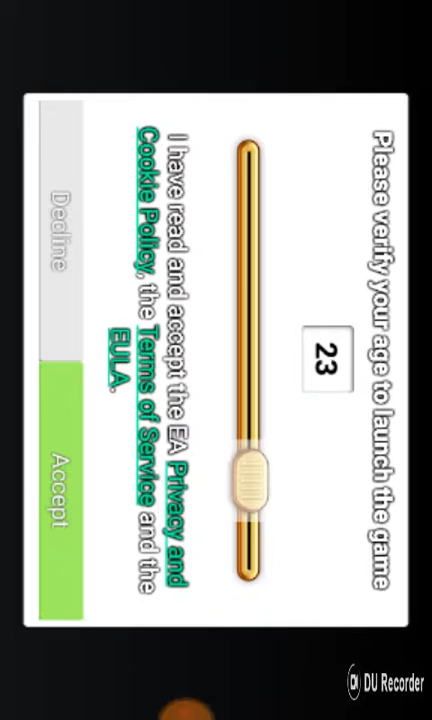 Please verify your age to launch the game
23
I have read and accept the EA Privacy and
Cookie Policy, the Terms of Service and the
EULA.
Decline
Accept
DU Recorder